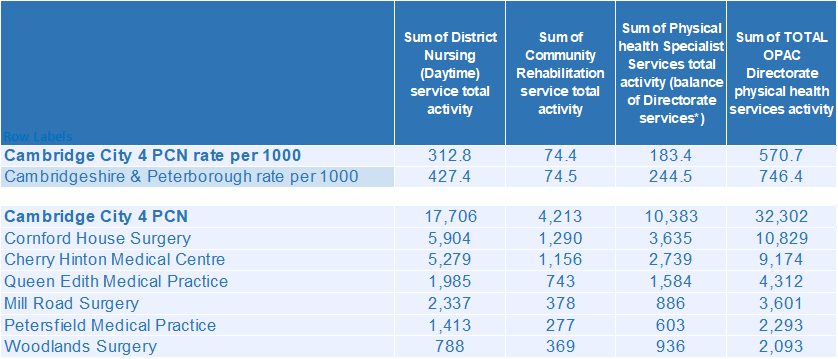 Row Labels | Sum of District Nursing (Daytime) service total activity | Sum of Community Rehabilitation service total activity | Sum of Physical health Specialist Services total activity (balance of Directorate services*) | Sum of TOTAL OPAC Directorate physical health services activity
Cambridge City 4 PCN rate per 1000 | 312.8 | 74.4 | 183.4 | 570.7
Cambridgeshire & Peterborough rate per 1000 | 427.4 | 74.5 | 244.5 | 746.4
Cambridge City 4 PCN | 17,706 | 4,213 | 10,383 | 32,302
Cornford House Surgery | 5,904 | 1,290 | 3,635 | 10,829
Cherry Hinton Medical Centre | 5,279 | 1,156 | 2,739 | 9,174
Queen Edith Medical Practice | 1,985 | 743 | 1,584 | 4,312
Mill Road Surgery | 2,337 | 378 | 886 | 3,601
Petersfield Medical Practice | 1,413 | 277 | 603 | 2,293
Woodlands Surgery | 788 | 369 | 936 | 2,093